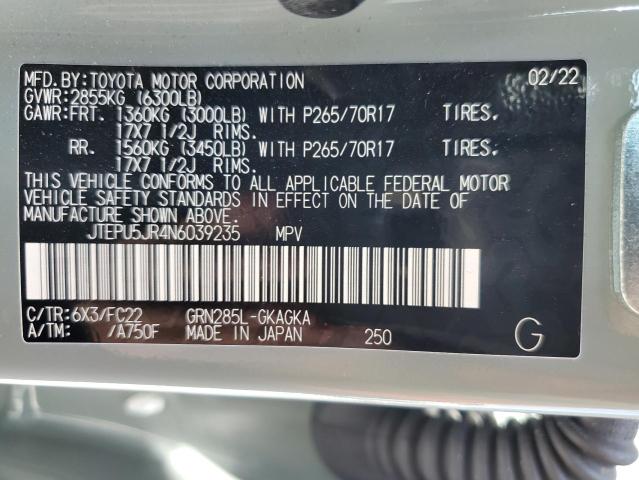 MFD. BY: TOYOTA MOTOR CORPORATION 02/22
GVWR: 2855KG (6300LB)
GAWR: FRT. 1360KG (3000LB) WITH P265/70R17 TIRES.
17X7 1/2J RIMS.
RR. 1560KG (3450LB) WITH P265/70R17 TIRES.
17X7 1/2J RIMS.
THIS VEHICLE CONFORMS TO ALL APPLICABLE FEDERAL MOTOR
VEHICLE SAFETY STANDARDS IN EFFECT ON THE DATE OF
MANUFACTURE SHOWN ABOVE.
JTEPU5JR4N6039235 MPV
C/TR: 6X3/FC22 GRN285L-GKAGKA
A/TM: /A750F MADE IN JAPAN 250 G